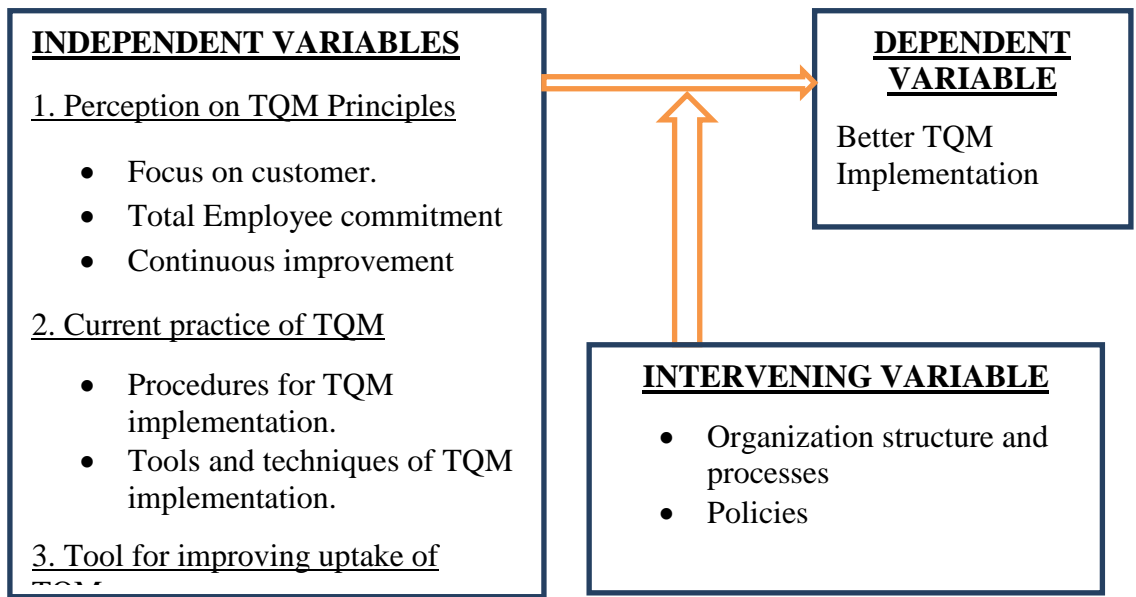 INDEPENDENT VARIABLES
1. Perception on TQM Principles
• Focus on customer.
• Total Employee commitment
• Continuous improvement
2. Current practice of TQM
• Procedures for TQM
implementation.
• Tools and techniques of TQM
implementation.
3. Tool for improving uptake of
DEPENDENT
VARIABLE
Better TQM
Implementation
INTERVENING VARIABLE
• Organization structure and
processes
• Policies